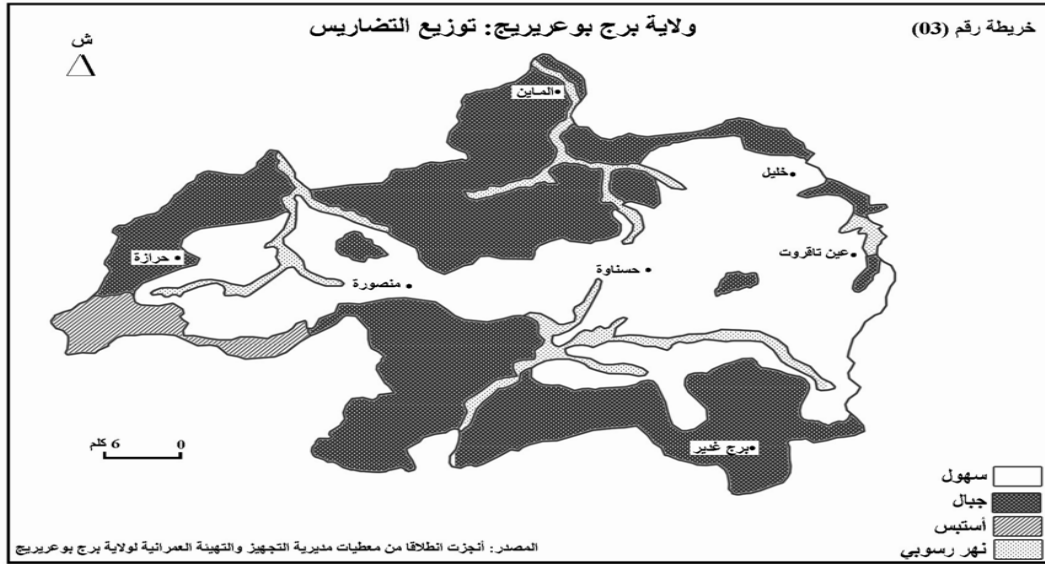 خريطة رقم (03)
ولاية برج بوعريريج: توزيع التضاريس
ش
الماين
خليل
حرازة
عين تاقروت
حسناوة
منصورة
برج غدير
0 6 كلم
سهول
جبال
أستبس
نهر رسوبي
المصدر: أنجزت انطلاقا من معطيات مديرية التجهيز والتهيئة العمرانية لولاية برج بوعريريج